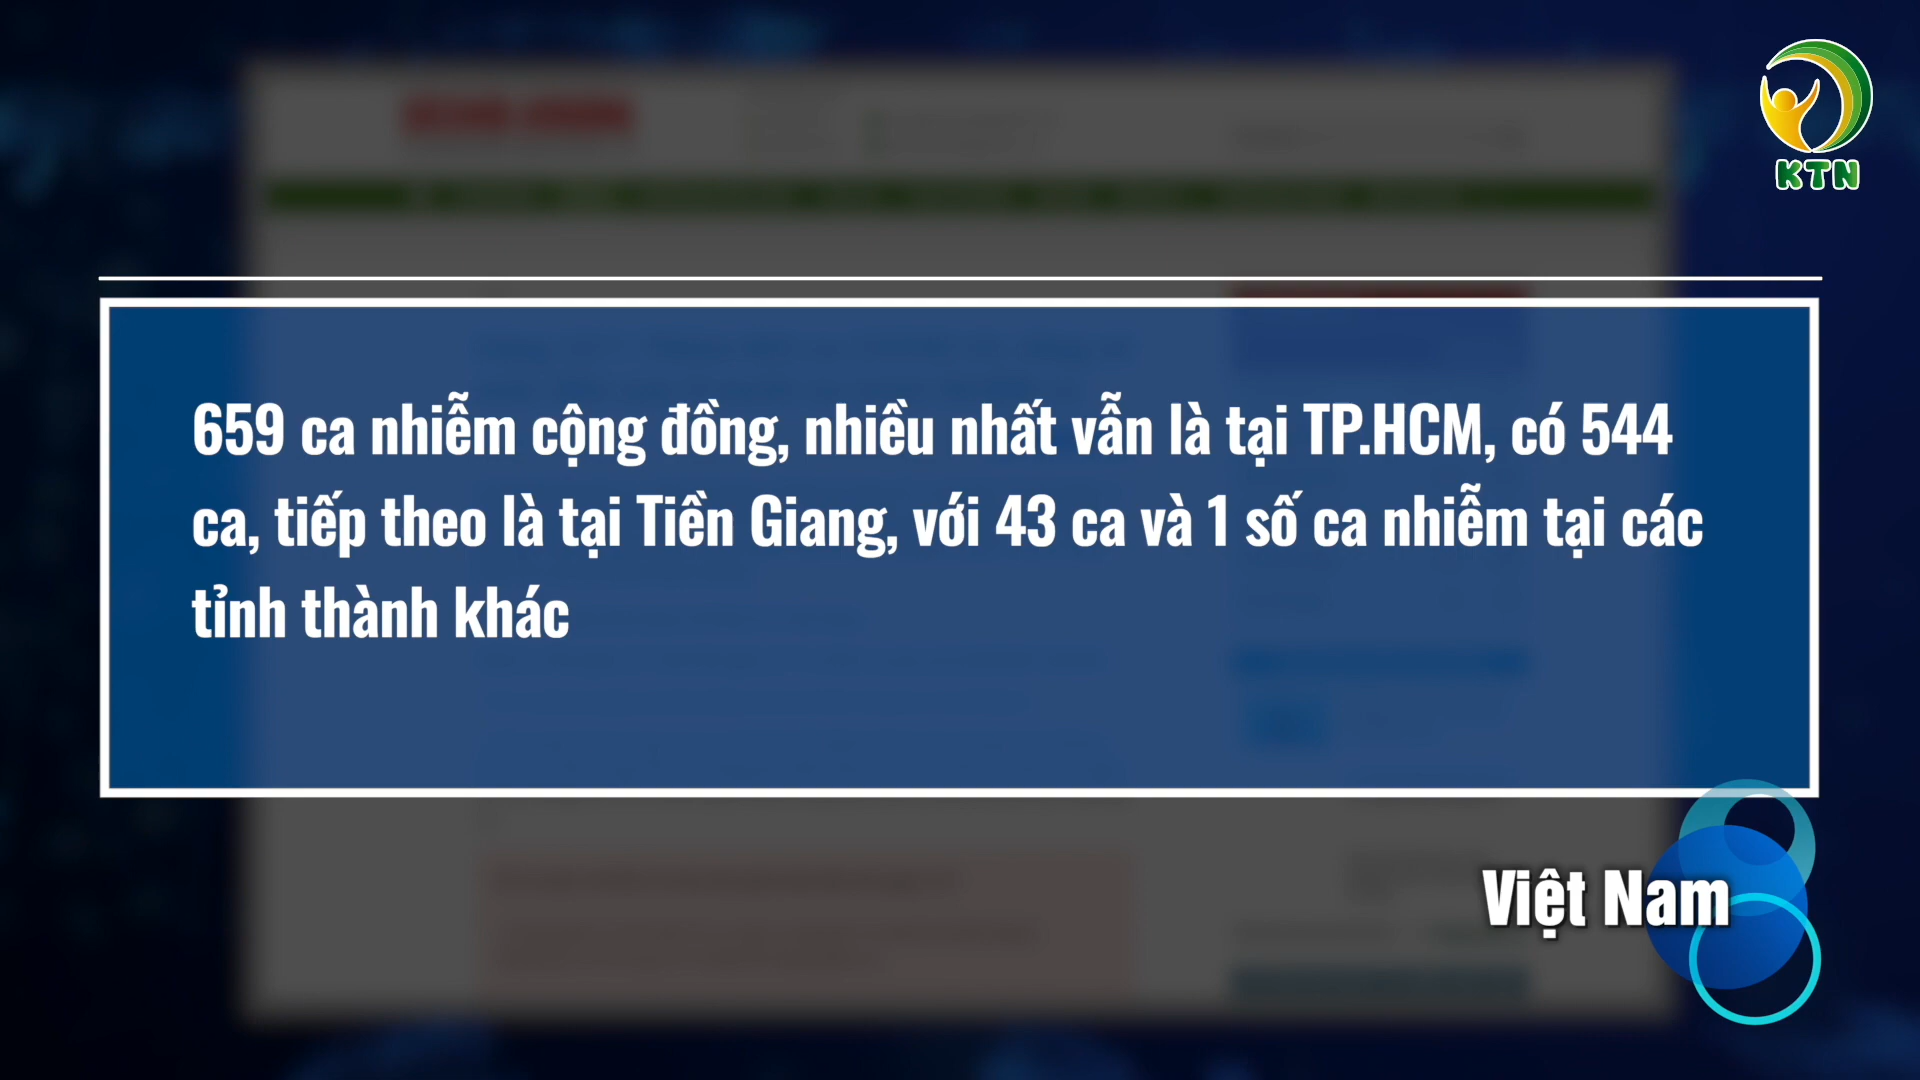 KTN
659 ca nhiễm cộng đồng, nhiều nhất vẫn là tại TP.HCM, có 544
ca, tiếp theo là tại Tiền Giang, với 43 ca và 1 số ca nhiễm tại các
tỉnh thành khác
Việt Nam